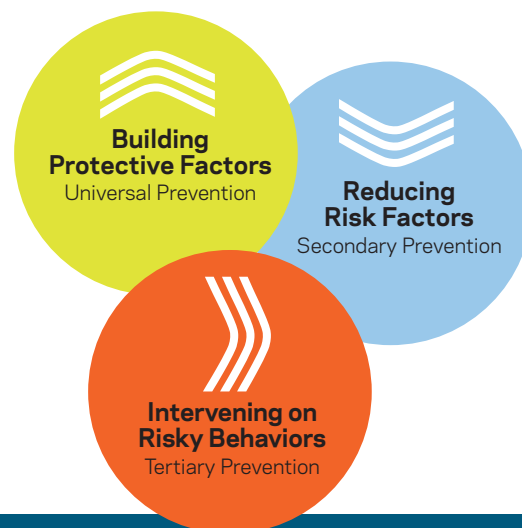 Building
Protective Factors
Universal Prevention
Reducing
Risk Factors
Secondary Prevention
Intervening on
Risky Behaviors
Tertiary Prevention